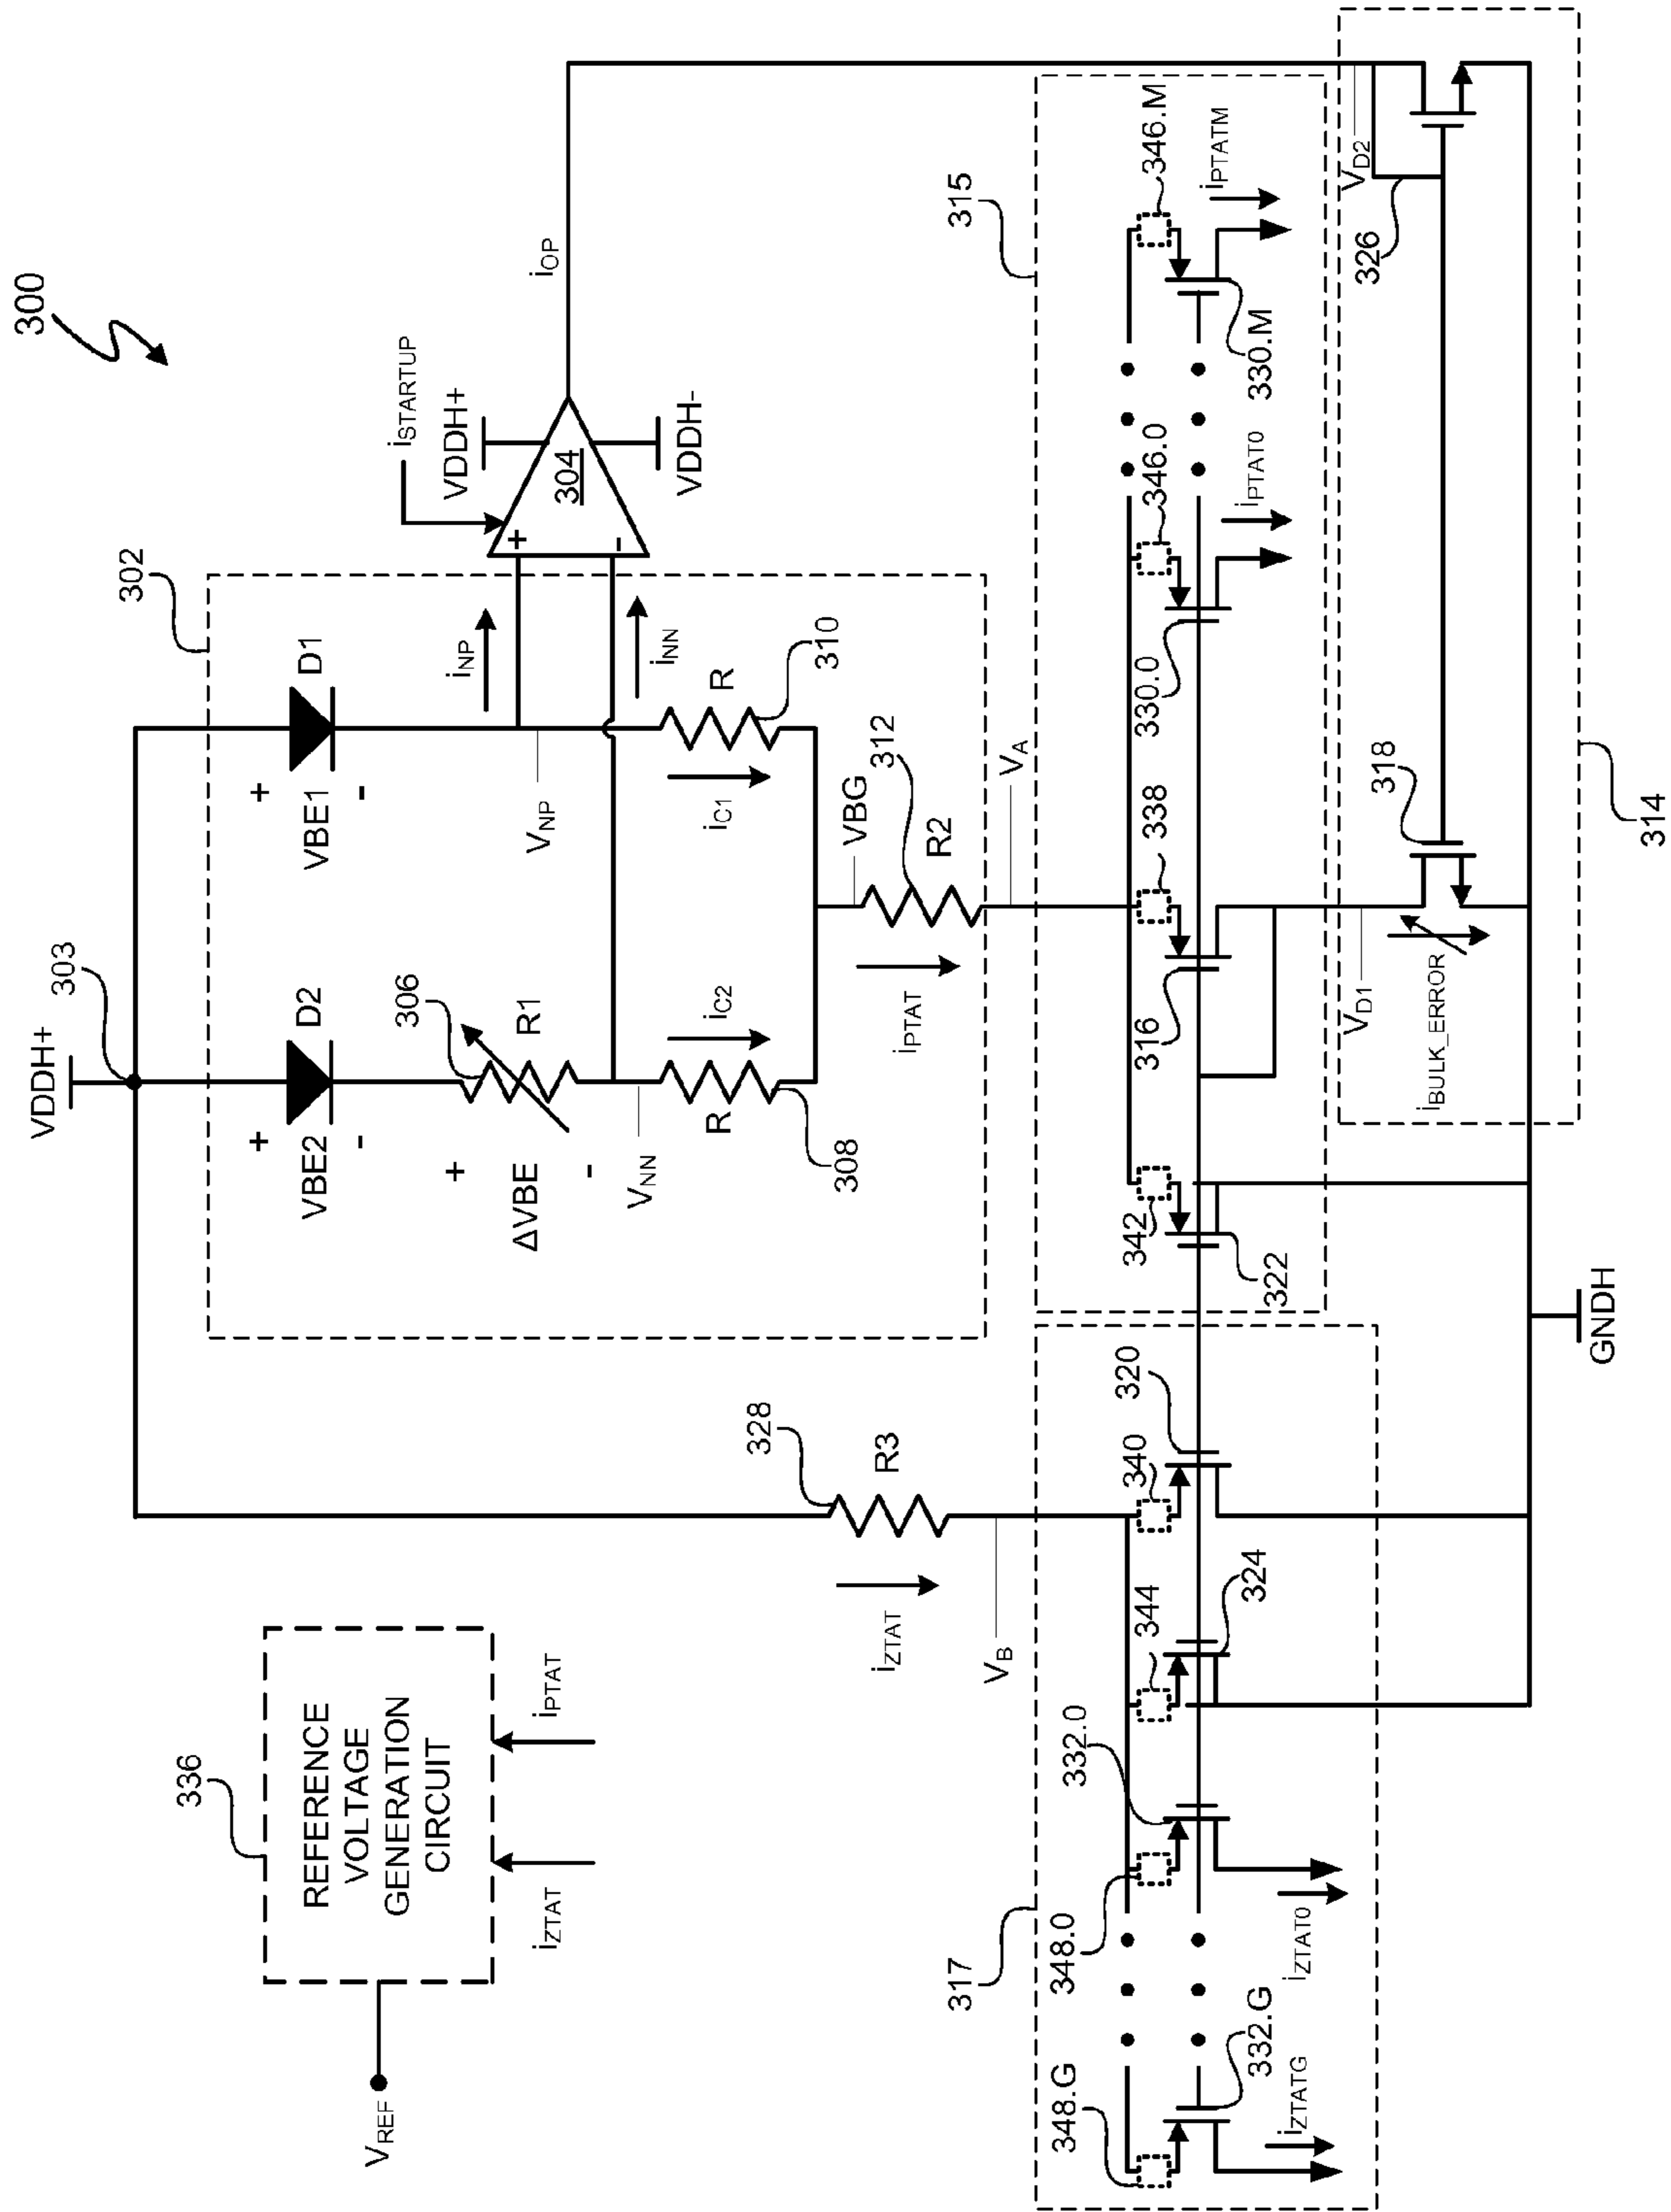 300
302
303
VDDH+
VBE2
+
-
D2
VBE1
+
-
D1
306
R1
+
ΔVBE
-
VNN
VNP
iNP
iNN
R
308
iC2
iC1
R
310
VBG
312
R2
iPTAT
VA
iSTARTUP
VDDH+
+
-
304
VDDH-
iOP
336
REFERENCE
VOLTAGE
GENERATION
CIRCUIT
VREF
iZTAT
iPTAT
328
R3
iZTAT
VB
317
348.G
348.0
332.0
344
340
320
324
332.G
iZTATG
iZTAT0
315
342
322
338
316
346.0
330.0
iPTAT0
346.M
330.M
iPTATM
VD1
iBULK_ERROR
318
VD2
326
314
GNDH